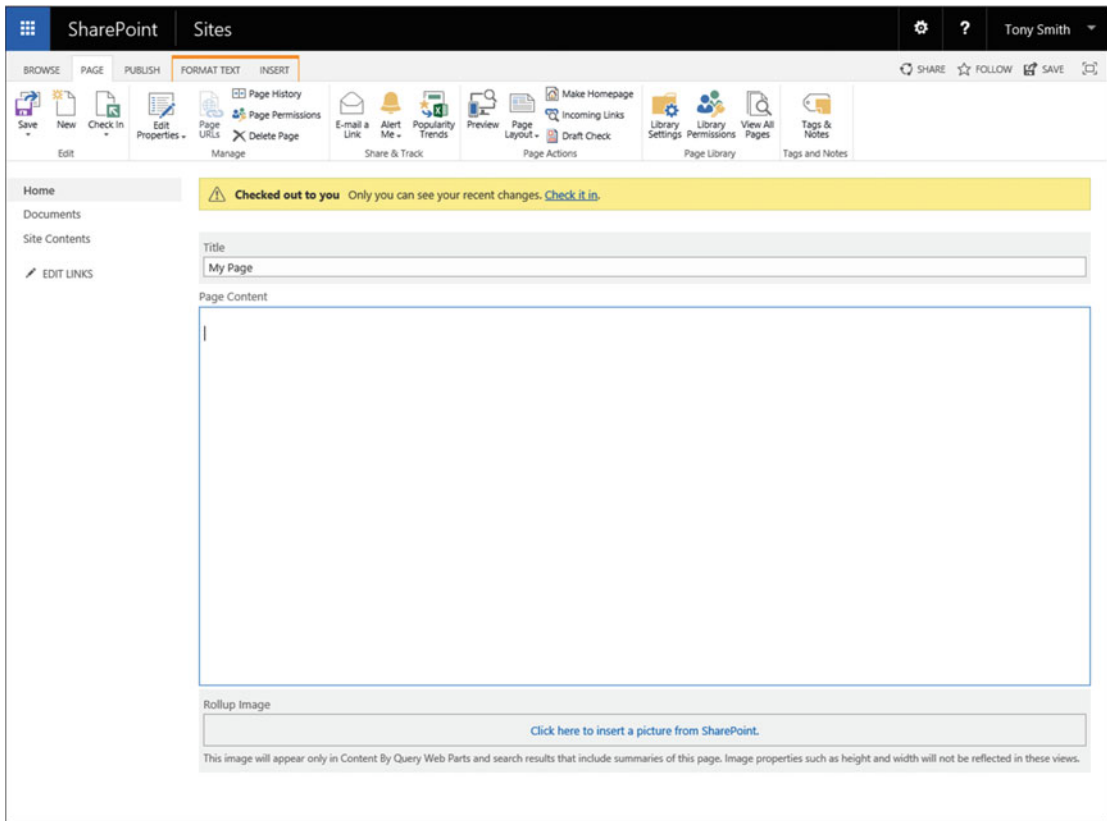 SharePoint Sites ? Tony Smith
BROWSE PAGE PUBLISH FORMAT TEXT INSERT SHARE FOLLOW SAVE
Save New Check In Edit Properties Page URLs Page History Page Permissions Delete Page E-mail a Link Alert Me Popularity Trends Preview Page Layout Make Homepage Incoming Links Draft Check Library Settings Library Permissions View All Pages Tags & Notes
Edit Manage Share & Track Page Actions Page Library Tags and Notes
Home
Documents
Site Contents
EDIT LINKS
Checked out to you Only you can see your recent changes. Check it in.
Title
My Page
Page Content
Rollup Image
Click here to insert a picture from SharePoint.
This image will appear only in Content By Query Web Parts and search results that include summaries of this page. Image properties such as height and width will not be reflected in these views.